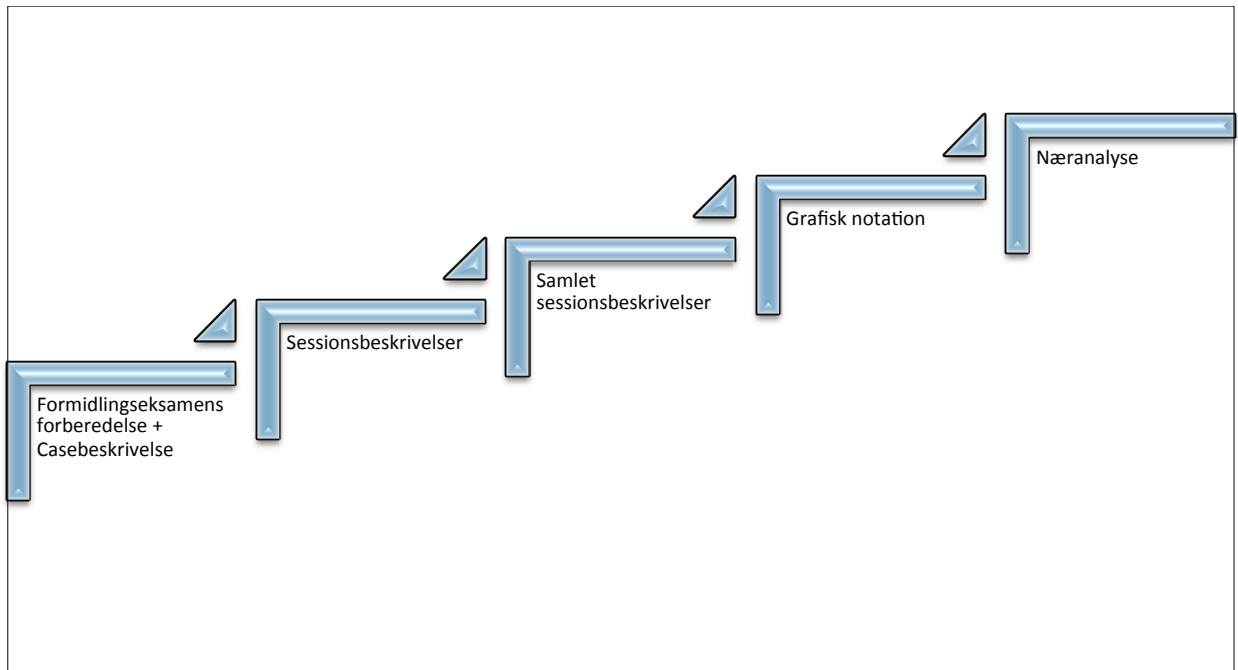 Formidlingseksamens
forberedelse +
Casebeskrivelse
Sessionsbeskrivelser
Samlet
sessionsbeskrivelser
Grafisk notation
Næranalyse